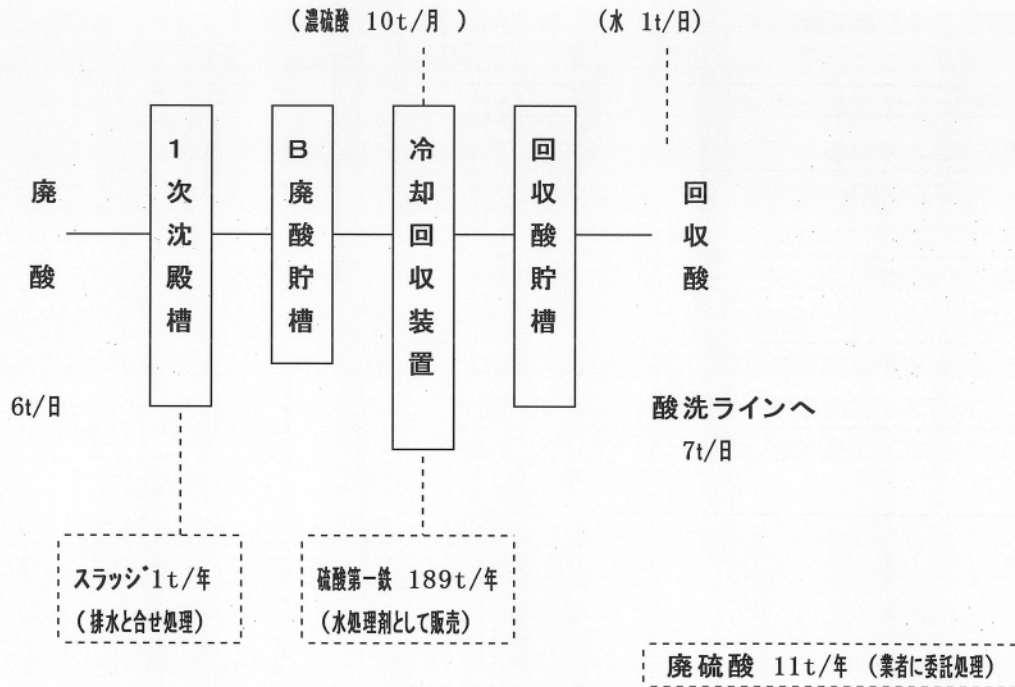 (濃硫酸 10t/月 )
(水 1t/日)
廃酸
1次沈殿槽
B廃酸貯槽
冷却回収装置
回収酸貯槽
回収酸
6t/日
酸洗ラインへ
7t/日
スラッジ1t/年
(排水と合せ処理)
硫酸第一鉄 189t/年
(水処理剤として販売)
廃硫酸 11t/年 (業者に委託処理)